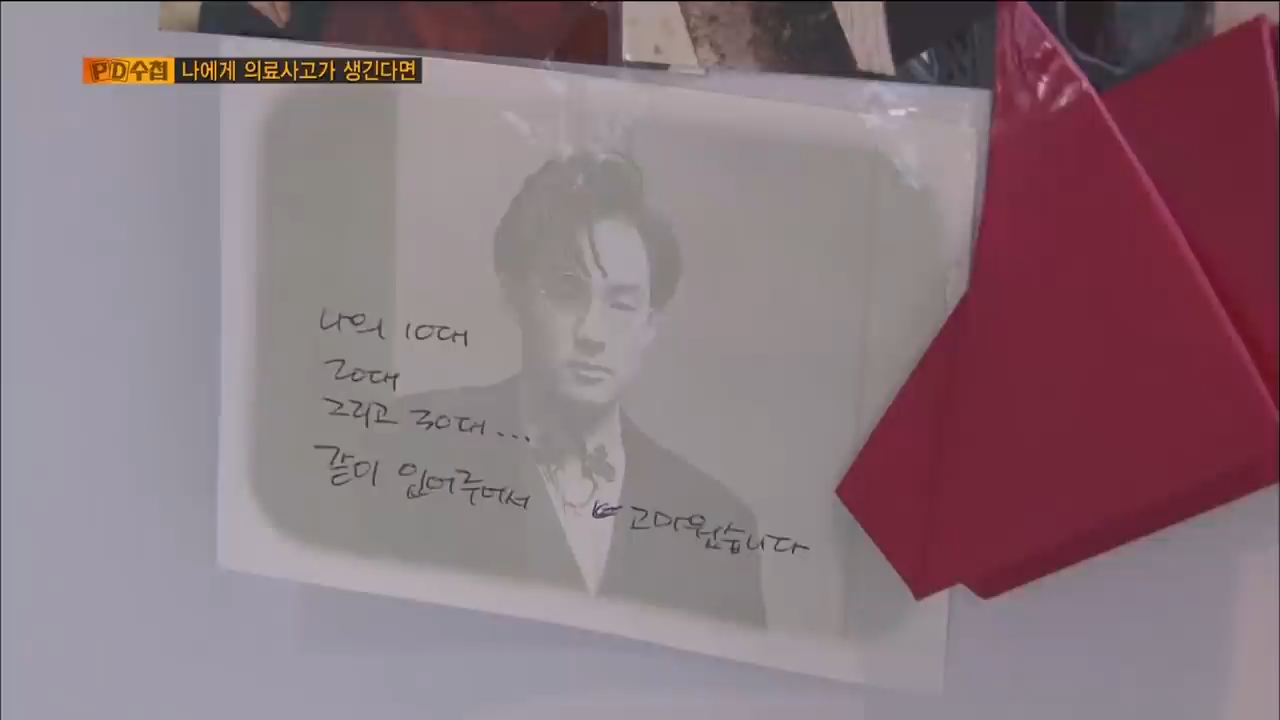 PD수첩 나에게 의료사고가 생긴다면
나의 10대
20대
그리고 30대...
같이 있어주어서 고마웠습니다